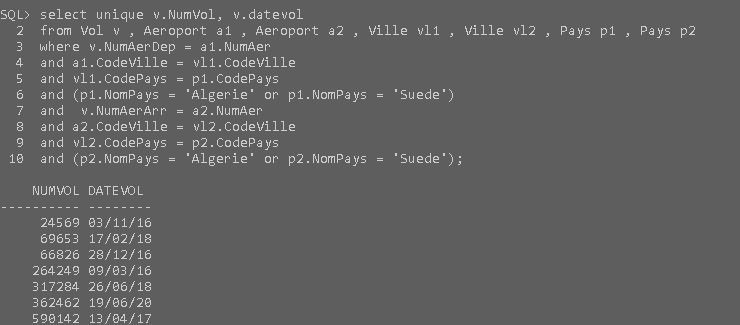 SQL> select unique v.NumVol, v.datevol
  2  from Vol v , Aeroport a1 , Aeroport a2 , Ville vl1 , Ville vl2 , Pays p1 , Pays p2
  3  where v.NumAerDep = a1.NumAer
  4  and a1.CodeVille = vl1.CodeVille
  5  and vl1.CodePays = p1.CodePays
  6  and (p1.NomPays = 'Algerie' or p1.NomPays = 'Suede')
  7  and  v.NumAerArr = a2.NumAer
  8  and a2.CodeVille = vl2.CodeVille
  9  and vl2.CodePays = p2.CodePays
 10  and (p2.NomPays = 'Algerie' or p2.NomPays = 'Suede');
    NUMVOL DATEVOL
---------- --------
     24569 03/11/16
     69653 17/02/18
     66826 28/12/16
    264249 09/03/16
    317284 26/06/18
    362462 19/06/20
    590142 13/04/17